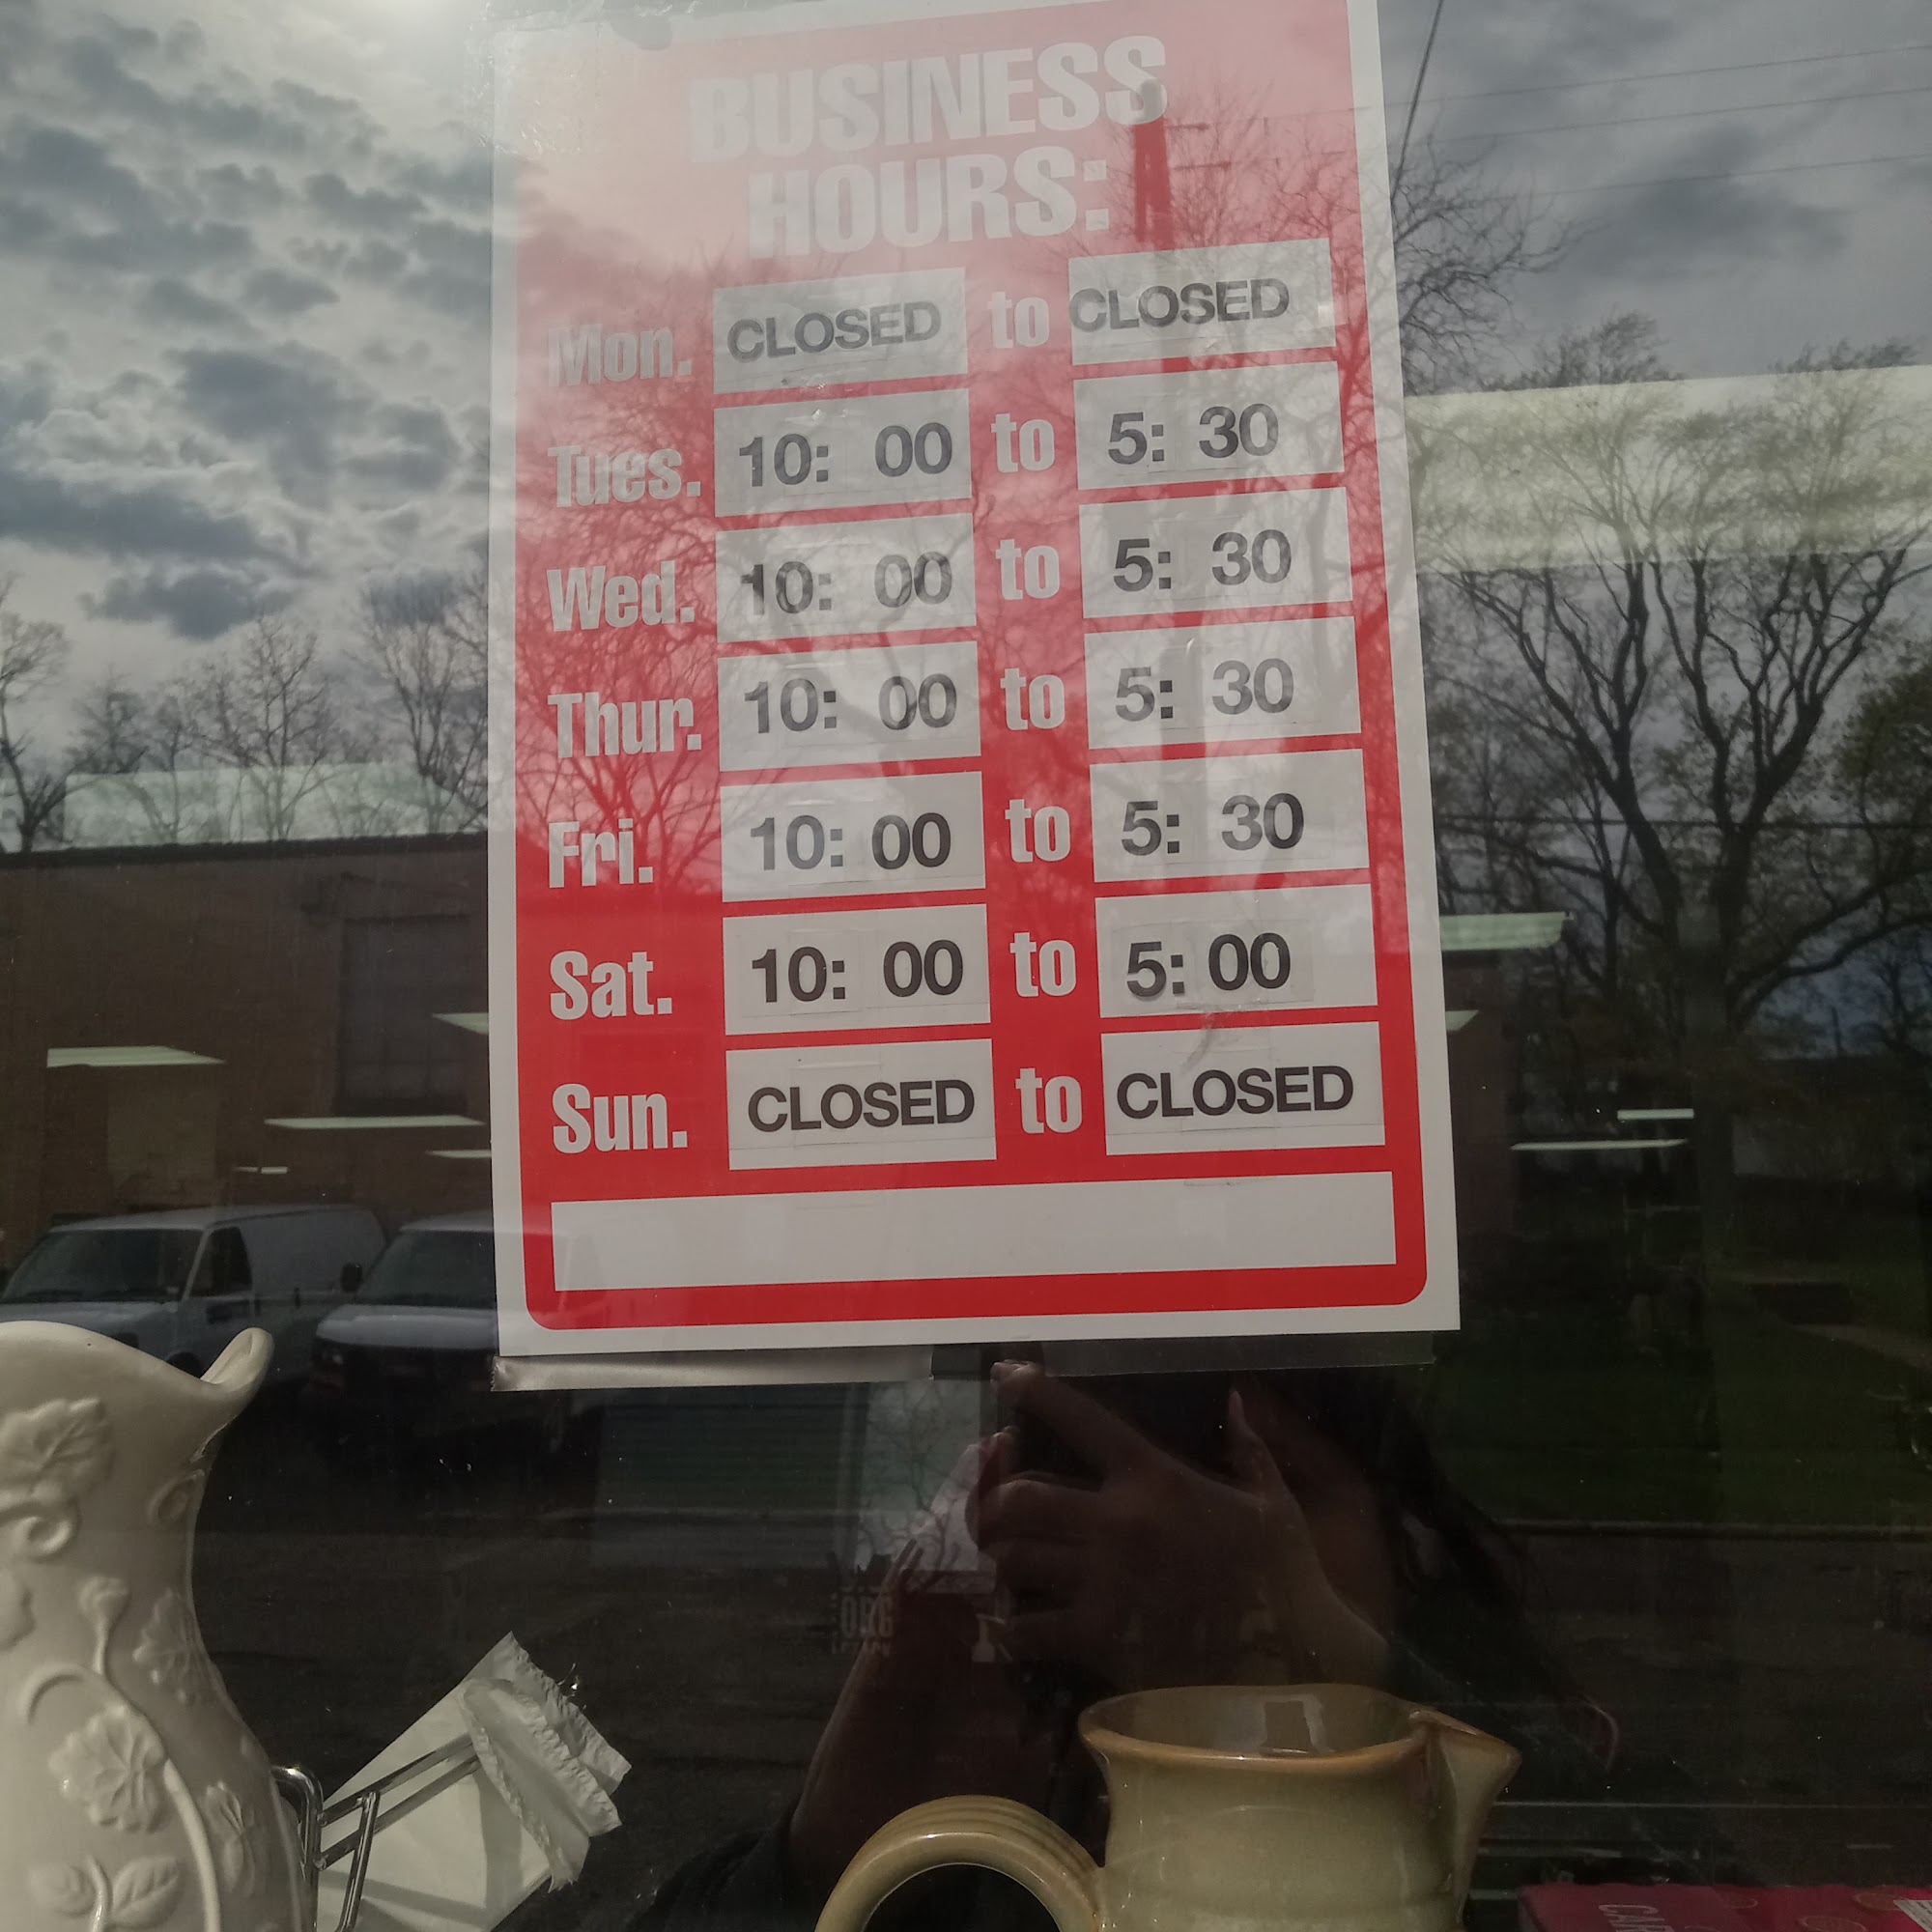 BUSINESS
HOURS:
Mon. CLOSED to CLOSED
Tues. 10: 00 to 5: 30
Wed. 10: 00 to 5: 30
Thur. 10: 00 to 5: 30
Fri. 10: 00 to 5: 30
Sat. 10: 00 to 5: 00
Sun. CLOSED to CLOSED